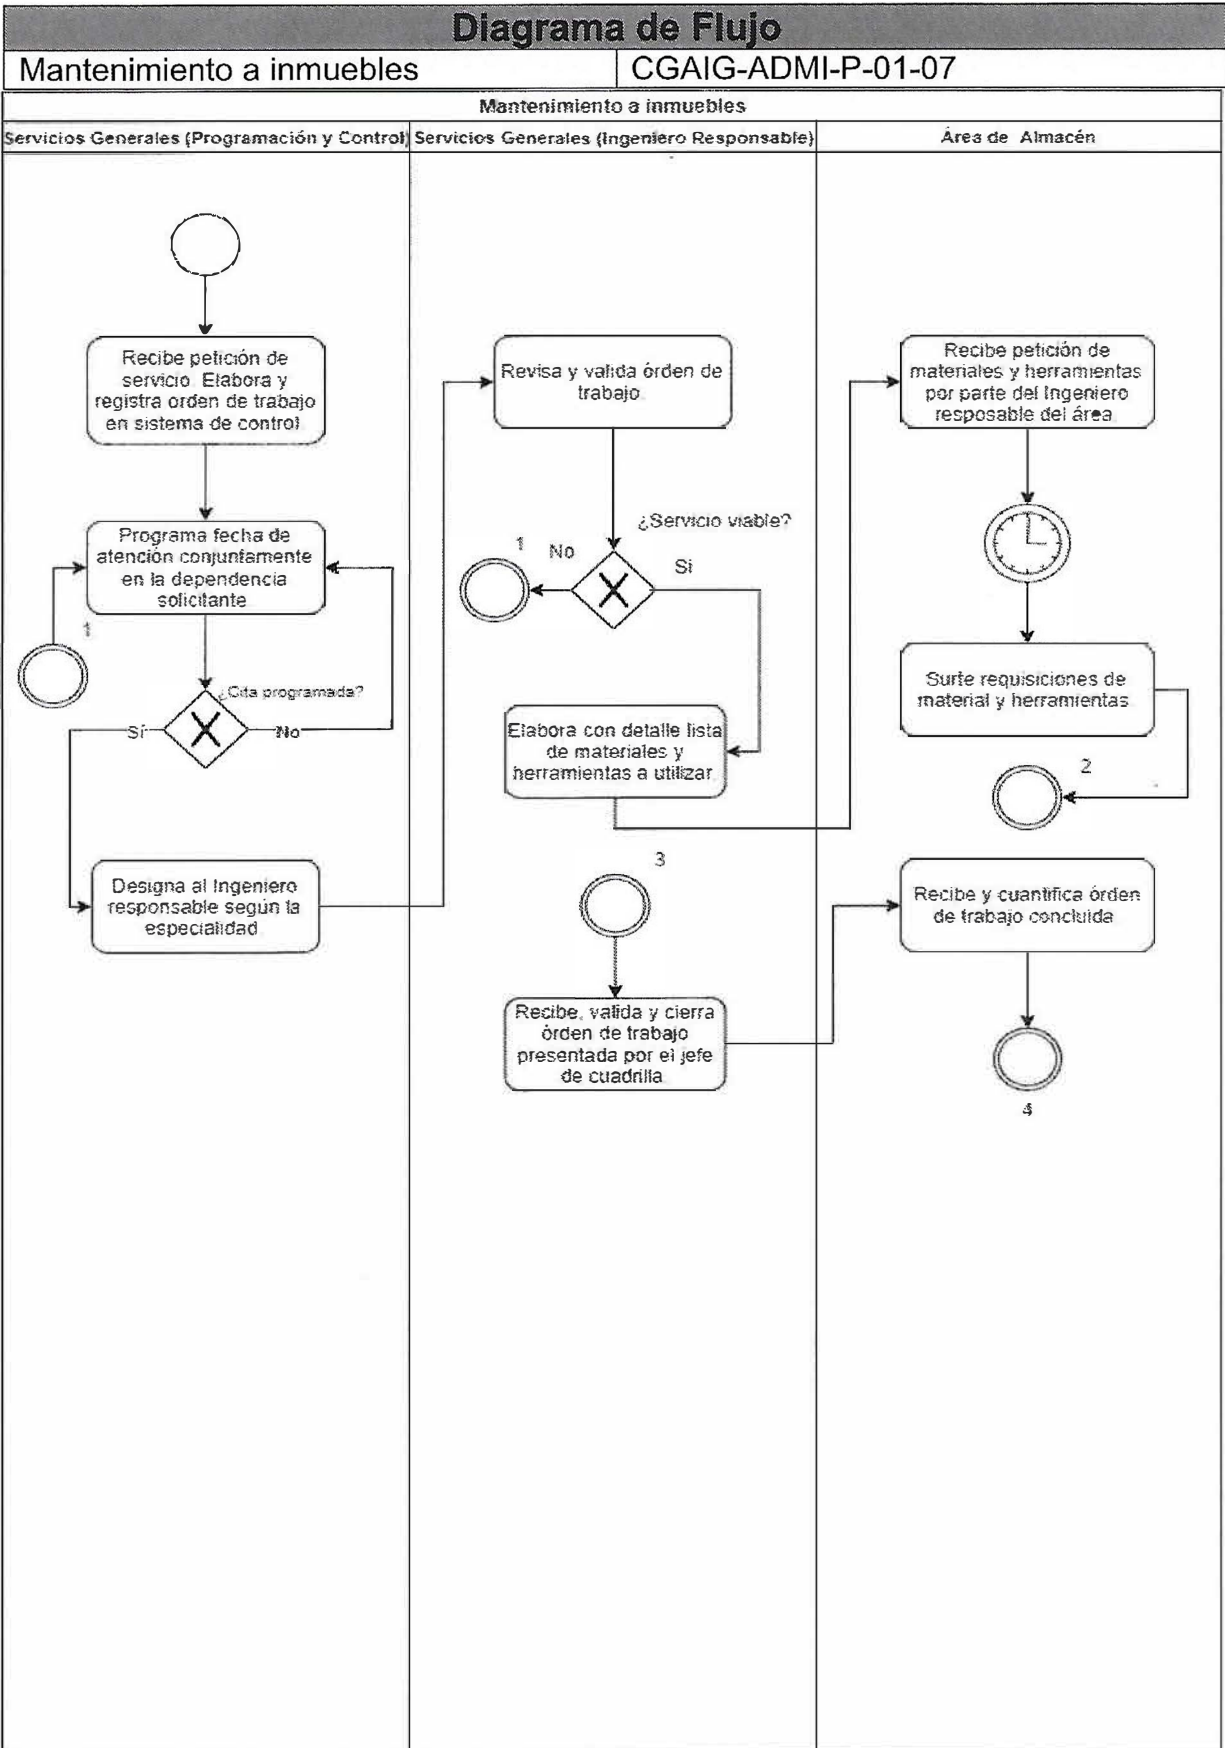 Diagrama de Flujo
Mantenimiento a inmuebles
CGAIG-ADMI-P-01-07
Mantenimiento a inmuebles
Servicios Generales (Programación y Control)
Servicios Generales (Ingeniero Responsable)
Área de Almacén
Recibe petición de
servicio. Elabora y
registra orden de trabajo
en sistema de control
Programa fecha de
atención conjuntamente
en la dependencia
solicitante
1
¿Cita programada?
Sí
No
Designa al Ingeniero
responsable según la
especialidad
Revisa y valida órden de
trabajo
¿Servicio viable?
1
No
Si
Elabora con detalle lista
de materiales y
herramientas a utilizar
3
Recibe, valida y cierra
órden de trabajo
presentada por el jefe
de cuadrilla
Recibe petición de
materiales y herramientas
por parte del Ingeniero
resposable del área
Surte requisiciones de
material y herramientas
2
Recibe y cuantifica órden
de trabajo concluida
4